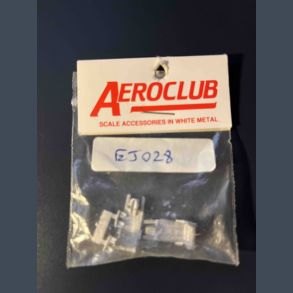 AEROCLUB
SCALE ACCESSORIES IN WHITE METAL
EJ028